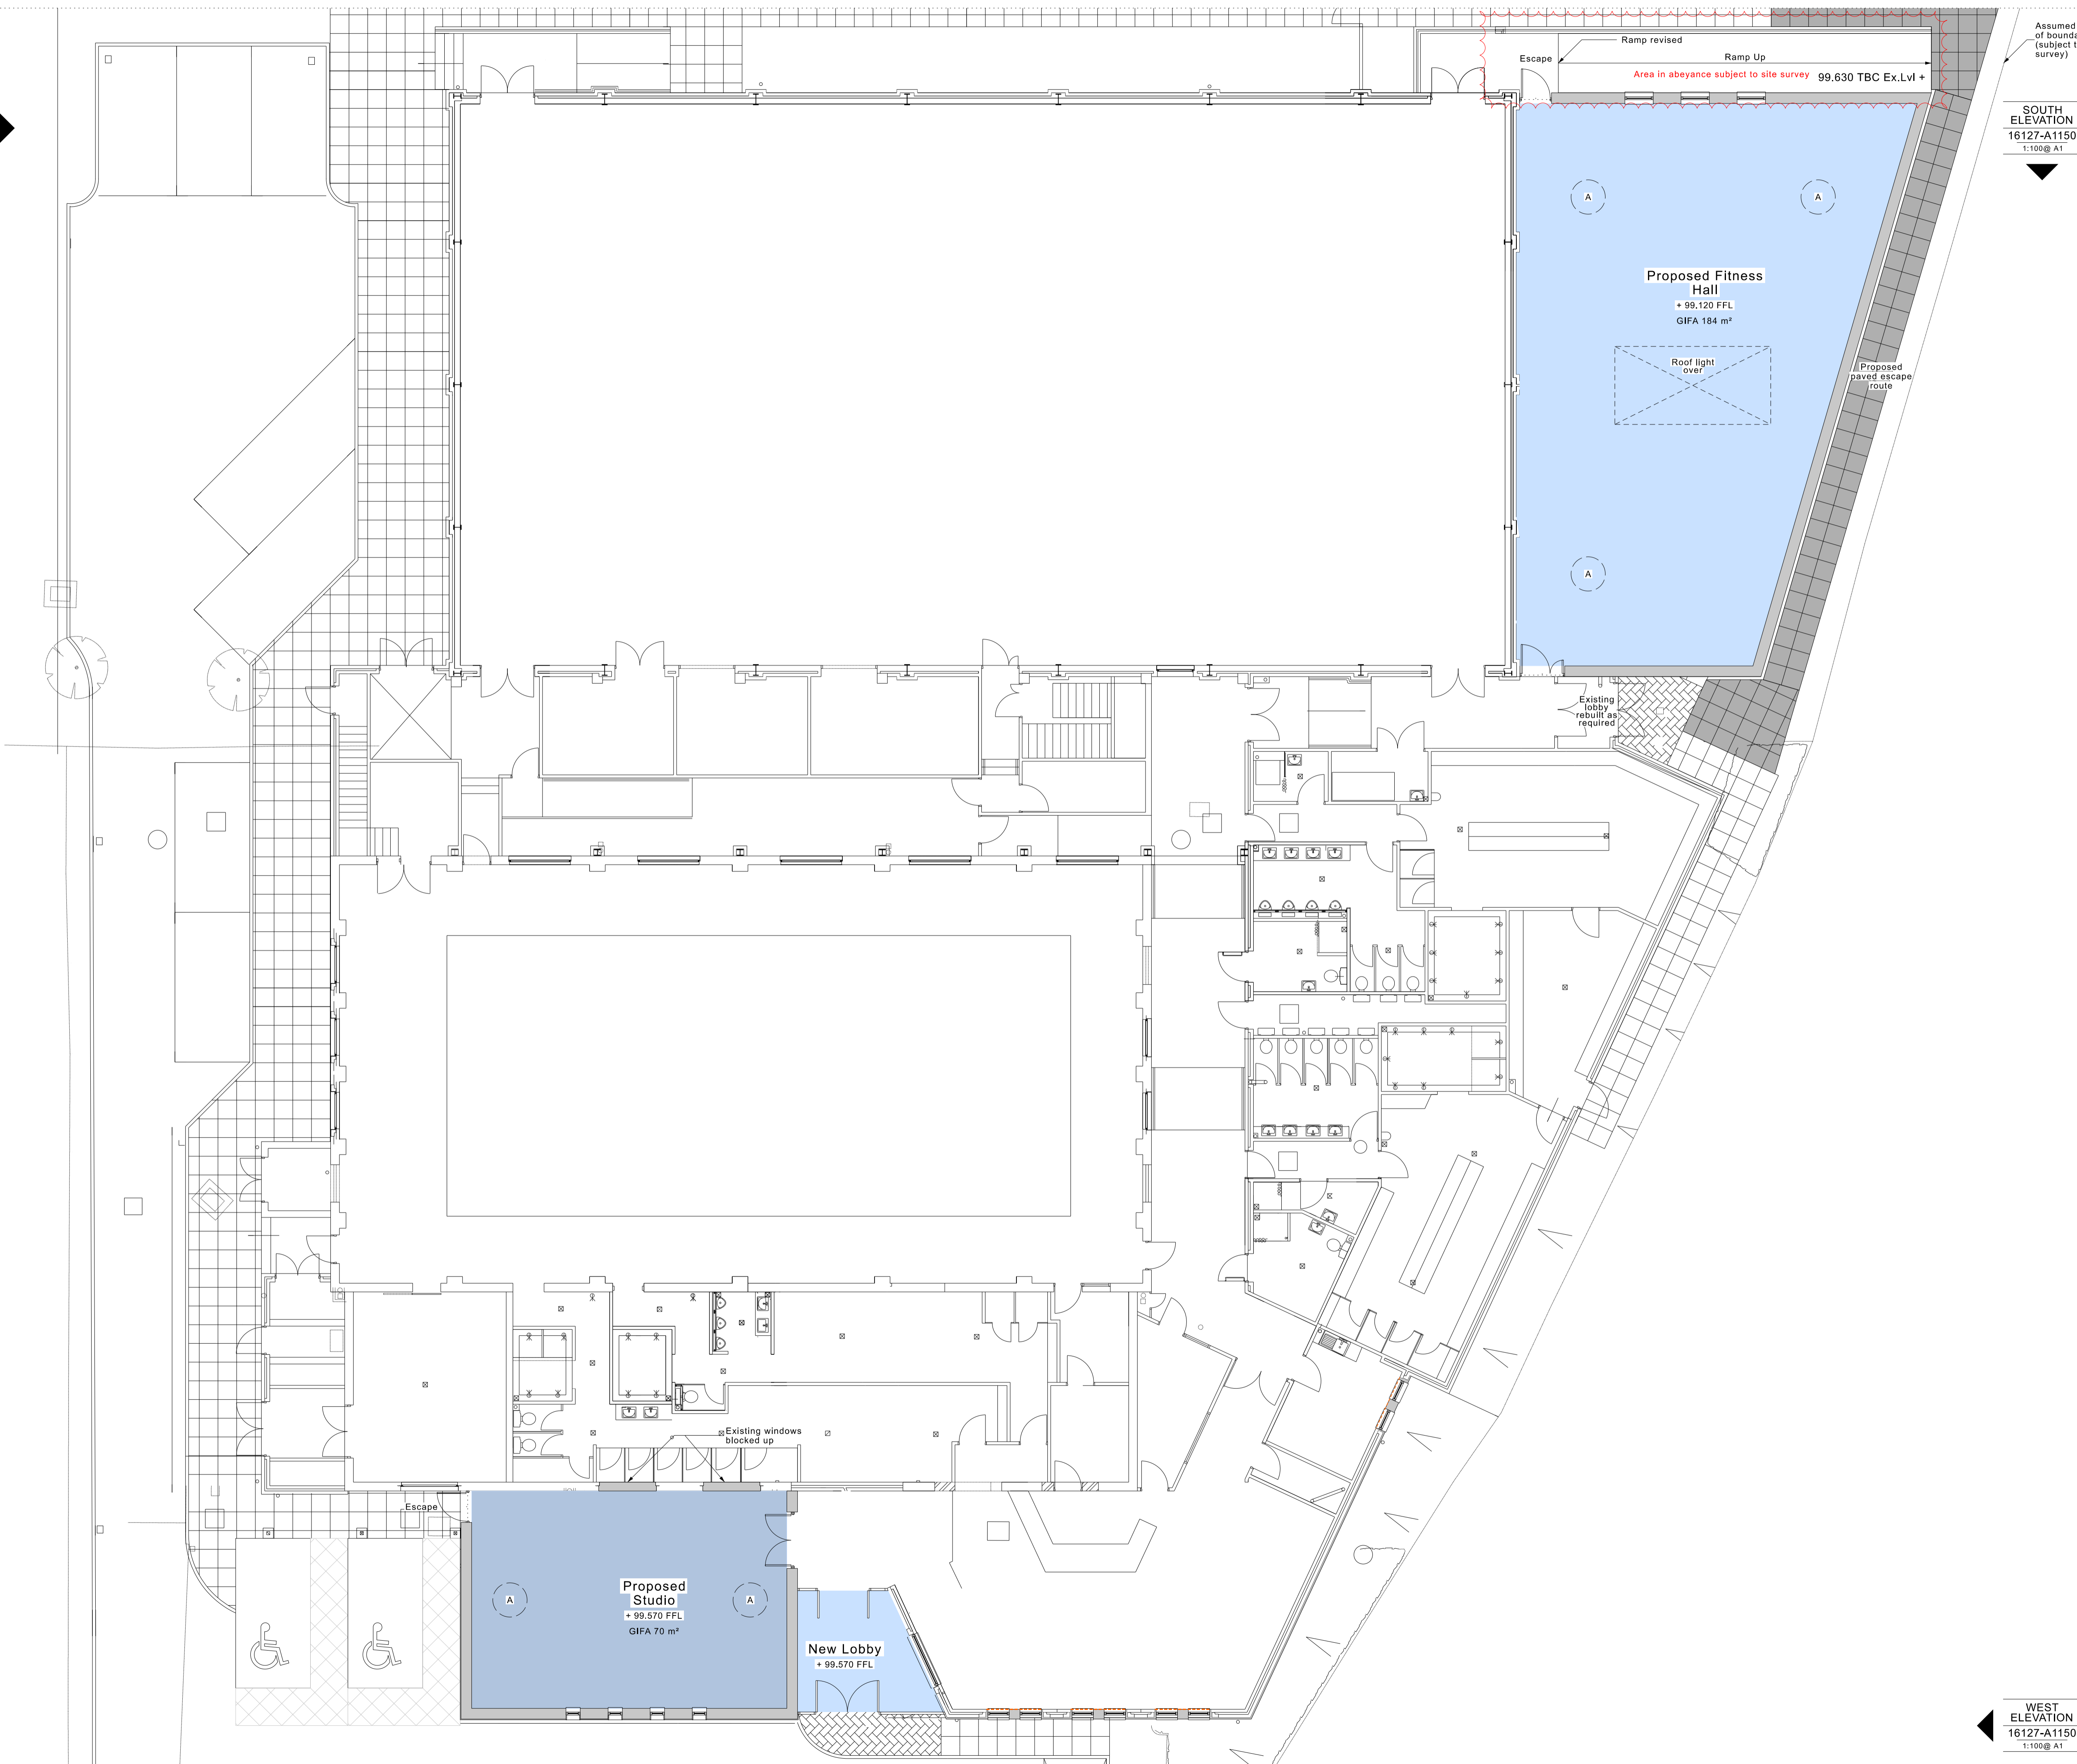 Assumed
of bounda
(subject t
survey)
Ramp revised
Escape
Ramp Up
Area in abeyance subject to site survey
99.630 TBC Ex.Lvl +
SOUTH
ELEVATION
16127-A1150
1:100@ A1
A
A
Proposed Fitness
Hall
+ 99.120 FFL
GIFA 184 m²
Roof light
over
Proposed
paved escape
route
A
Existing
lobby
rebuilt as
required
Existing windows
blocked up
Escape
Proposed
Studio
+ 99.570 FFL
GIFA 70 m²
A
A
New Lobby
+ 99.570 FFL
WEST
ELEVATION
16127-A1150
1:100@ A1